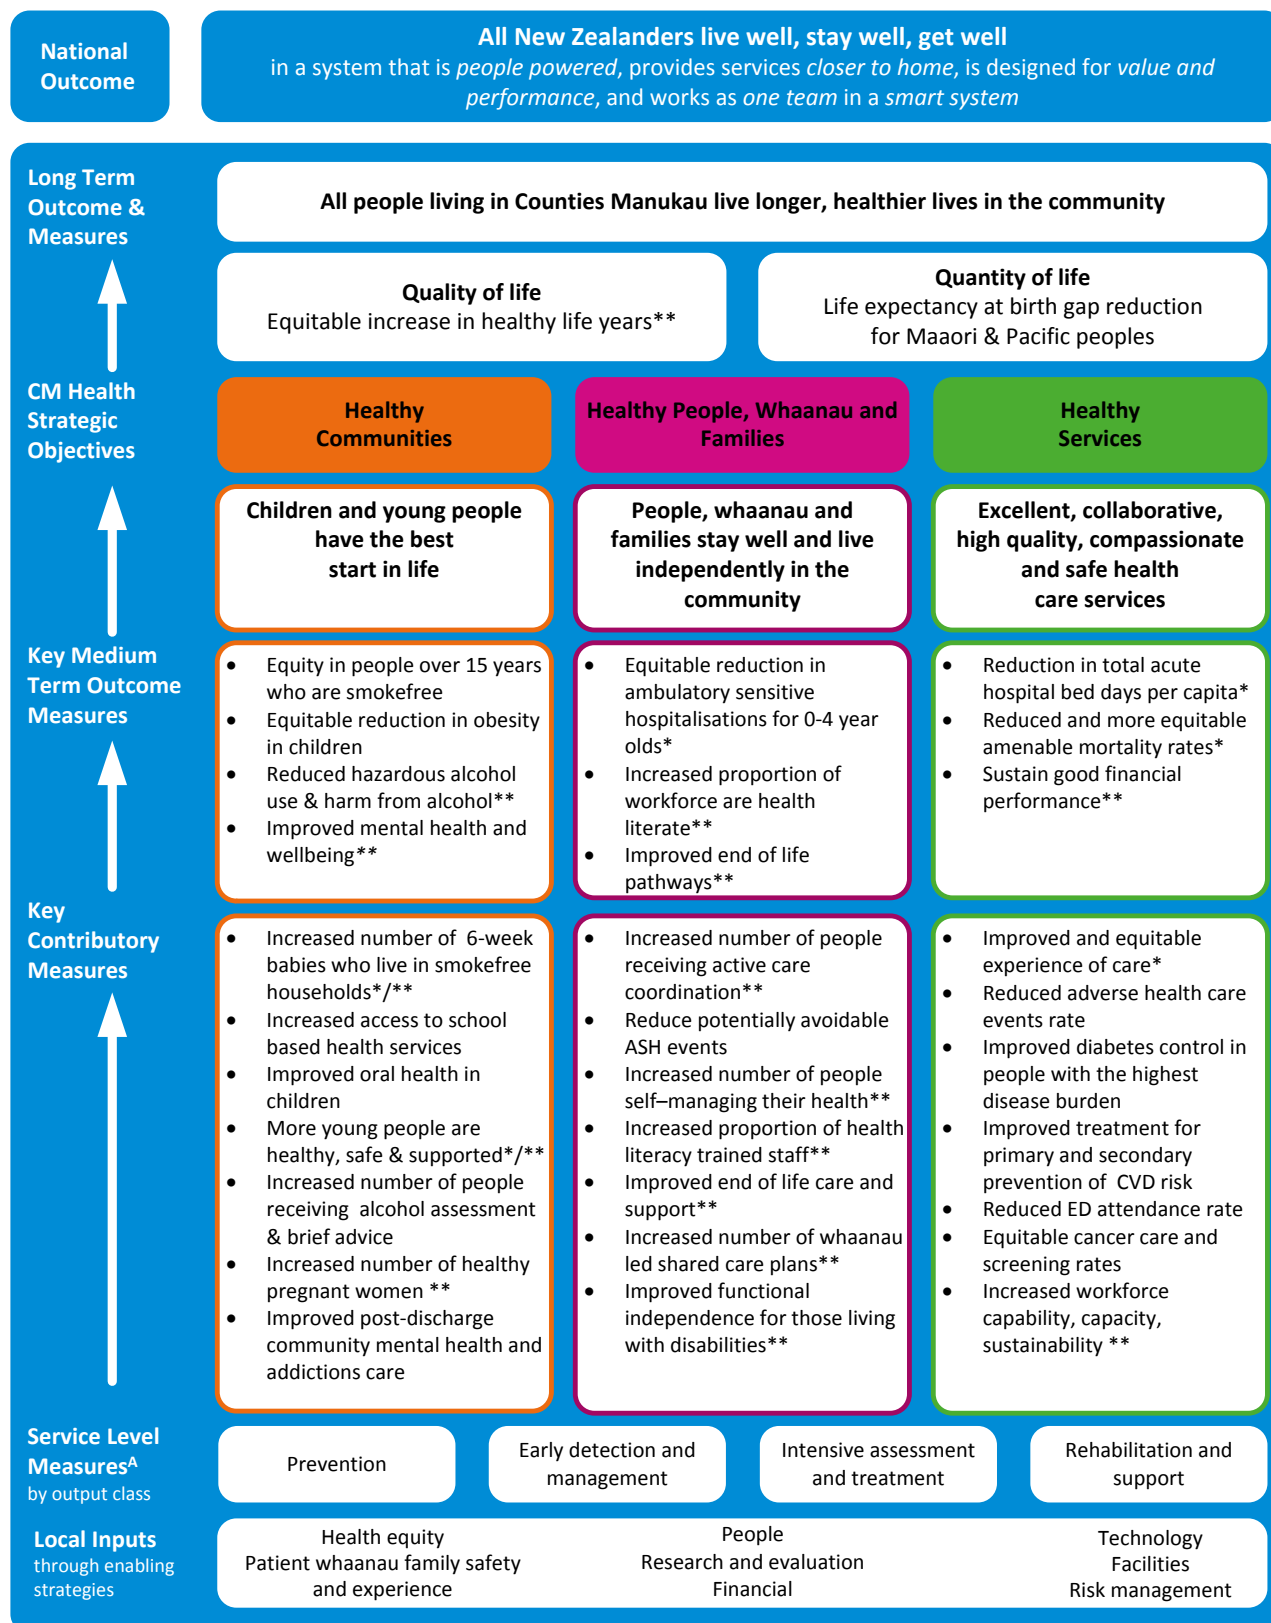 National
Outcome
All New Zealanders live well, stay well, get well
in a system that is people powered, provides services closer to home, is designed for value and
performance, and works as one team in a smart system
Long Term
Outcome &
Measures
All people living in Counties Manukau live longer, healthier lives in the community
Quality of life
Equitable increase in healthy life years**
Quantity of life
Life expectancy at birth gap reduction
for Maaori & Pacific peoples
CM Health
Strategic
Objectives
Healthy
Communities
Healthy People, Whaanau and
Families
Healthy
Services
Children and young people
have the best
start in life
People, whaanau and
families stay well and live
independently in the
community
Excellent, collaborative,
high quality, compassionate
and safe health
care services
Key Medium
Term Outcome
Measures
• Equity in people over 15 years
who are smokefree
• Equitable reduction in obesity
in children
• Reduced hazardous alcohol
use & harm from alcohol**
• Improved mental health and
wellbeing**
• Equitable reduction in
ambulatory sensitive
hospitalisations for 0-4 year
olds*
• Increased proportion of
workforce are health
literate**
• Improved end of life
pathways**
• Reduction in total acute
hospital bed days per capita*
• Reduced and more equitable
amenable mortality rates*
• Sustain good financial
performance**
Key
Contributory
Measures
• Increased number of 6-week
babies who live in smokefree
households*/**
• Increased access to school
based health services
• Improved oral health in
children
• More young people are
healthy, safe & supported*/**
• Increased number of people
receiving alcohol assessment
& brief advice
• Increased number of healthy
pregnant women **
• Improved post-discharge
community mental health and
addictions care
• Increased number of people
receiving active care
coordination**
• Reduce potentially avoidable
ASH events
• Increased number of people
self–managing their health**
• Increased proportion of health
literacy trained staff**
• Improved end of life care and
support**
• Increased number of whaanau
led shared care plans**
• Improved functional
independence for those living
with disabilities**
• Improved and equitable
experience of care*
• Reduced adverse health care
events rate
• Improved diabetes control in
people with the highest
disease burden
• Improved treatment for
primary and secondary
prevention of CVD risk
• Reduced ED attendance rate
• Equitable cancer care and
screening rates
• Increased workforce
capability, capacity,
sustainability **
Service Level
Measures^A
by output class
Prevention
Early detection and
management
Intensive assessment
and treatment
Rehabilitation and
support
Local Inputs
through enabling
strategies
Health equity
Patient whaanau family safety
and experience
People
Research and evaluation
Financial
Technology
Facilities
Risk management